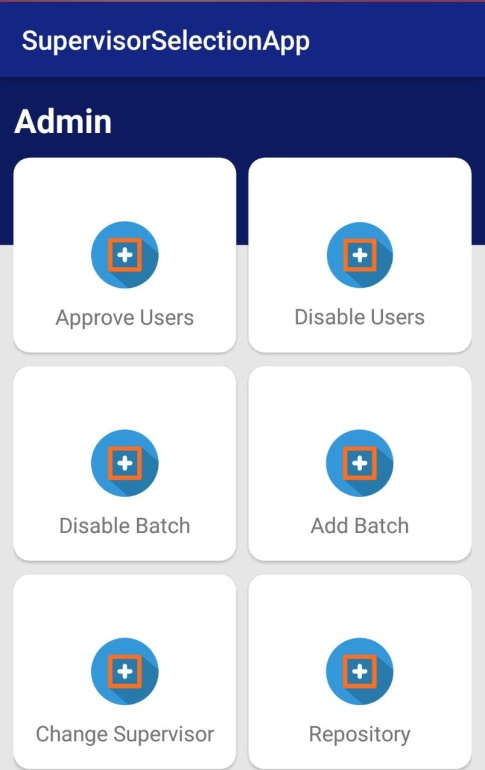 SupervisorSelectionApp
Admin
Approve Users
Disable Users
Disable Batch
Add Batch
Change Supervisor
Repository